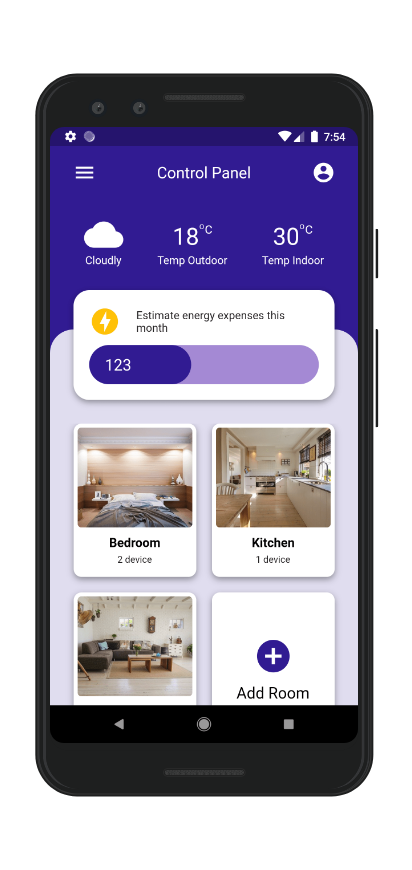 7:54
Control Panel
18°C
30°C
Cloudly
Temp Outdoor
Temp Indoor
Estimate energy expenses this
month
123
Bedroom
Kitchen
2 device
1 device
Add Room